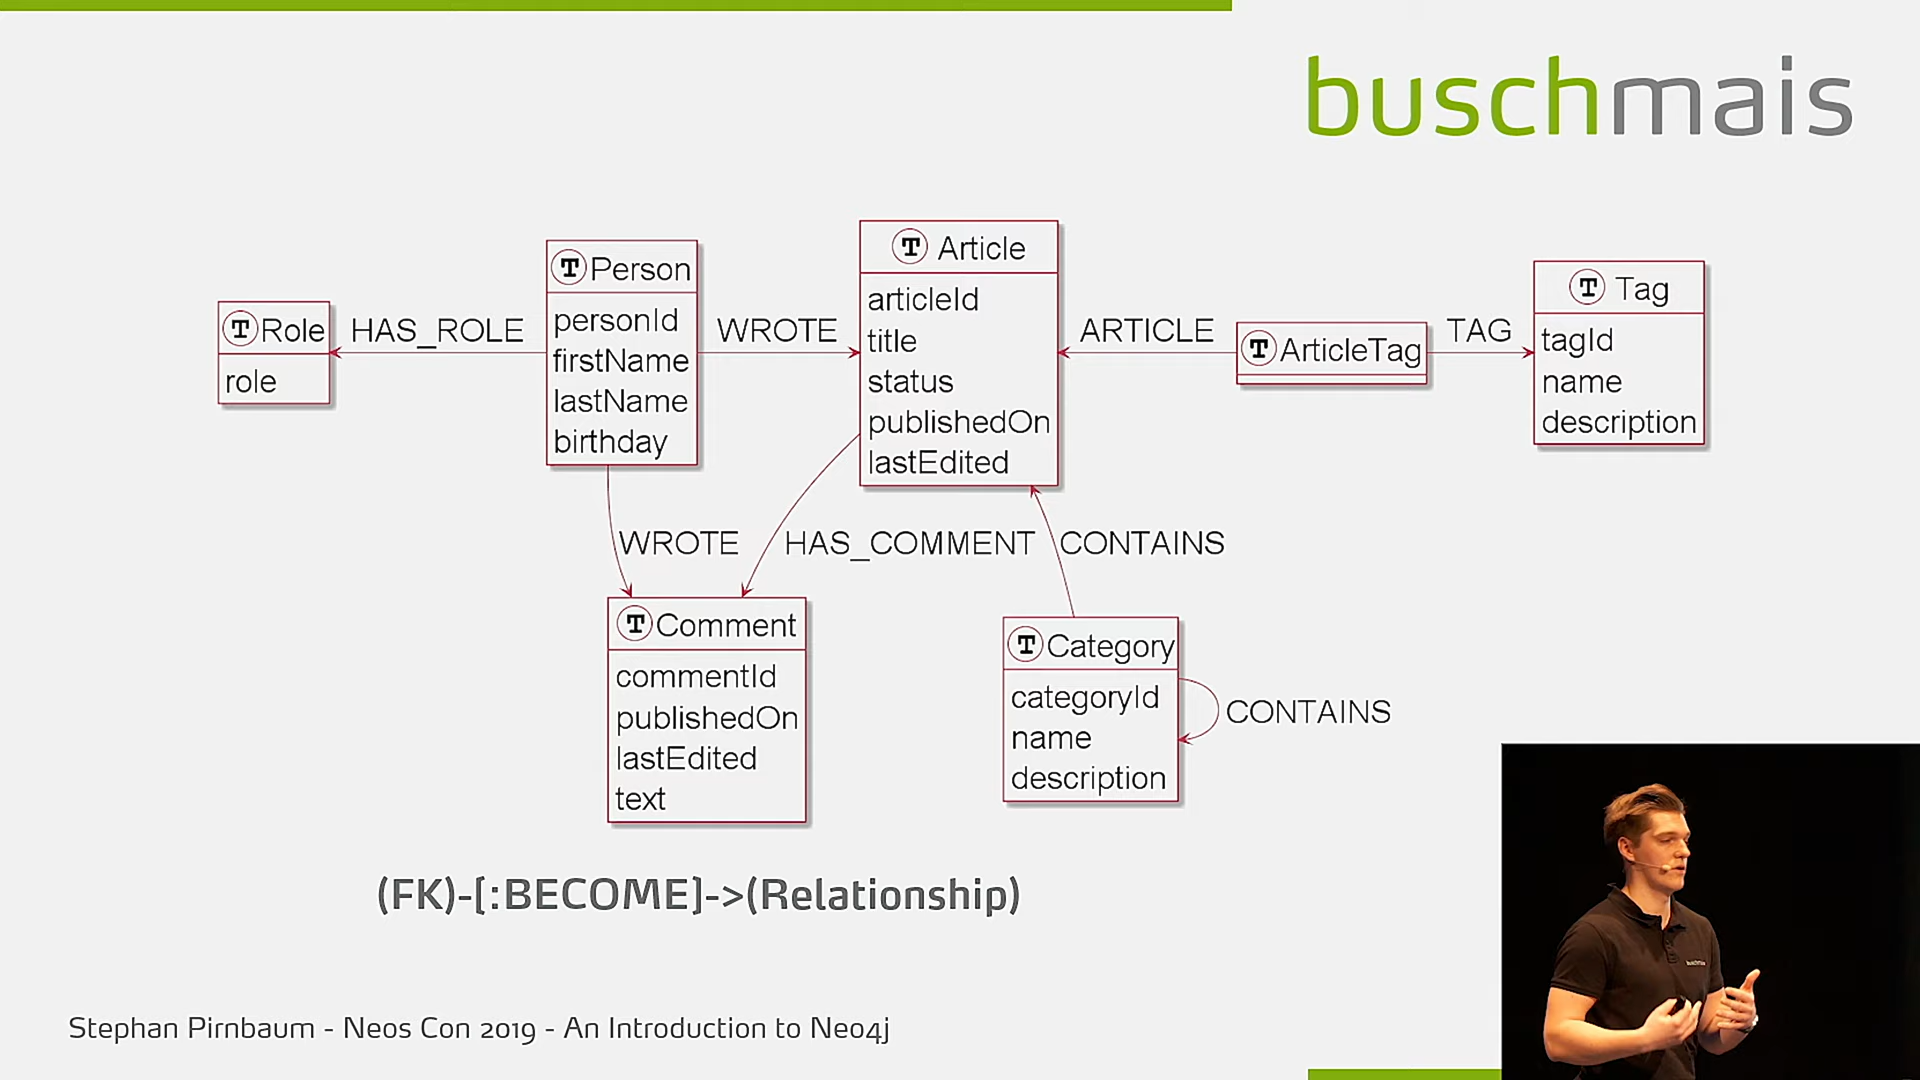 buschmais
T Role
role
HAS_ROLE
T Person
personId
firstName
lastName
birthday
WROTE
T Article
articleId
title
status
publishedOn
lastEdited
ARTICLE
T ArticleTag
TAG
T Tag
tagId
name
description
WROTE
HAS_COMMENT
CONTAINS
T Comment
commentId
publishedOn
lastEdited
text
T Category
categoryId
name
description
CONTAINS
(FK)-[:BECOME]->(Relationship)
Stephan Pirnbaum - Neos Con 2019 - An Introduction to Neo4j